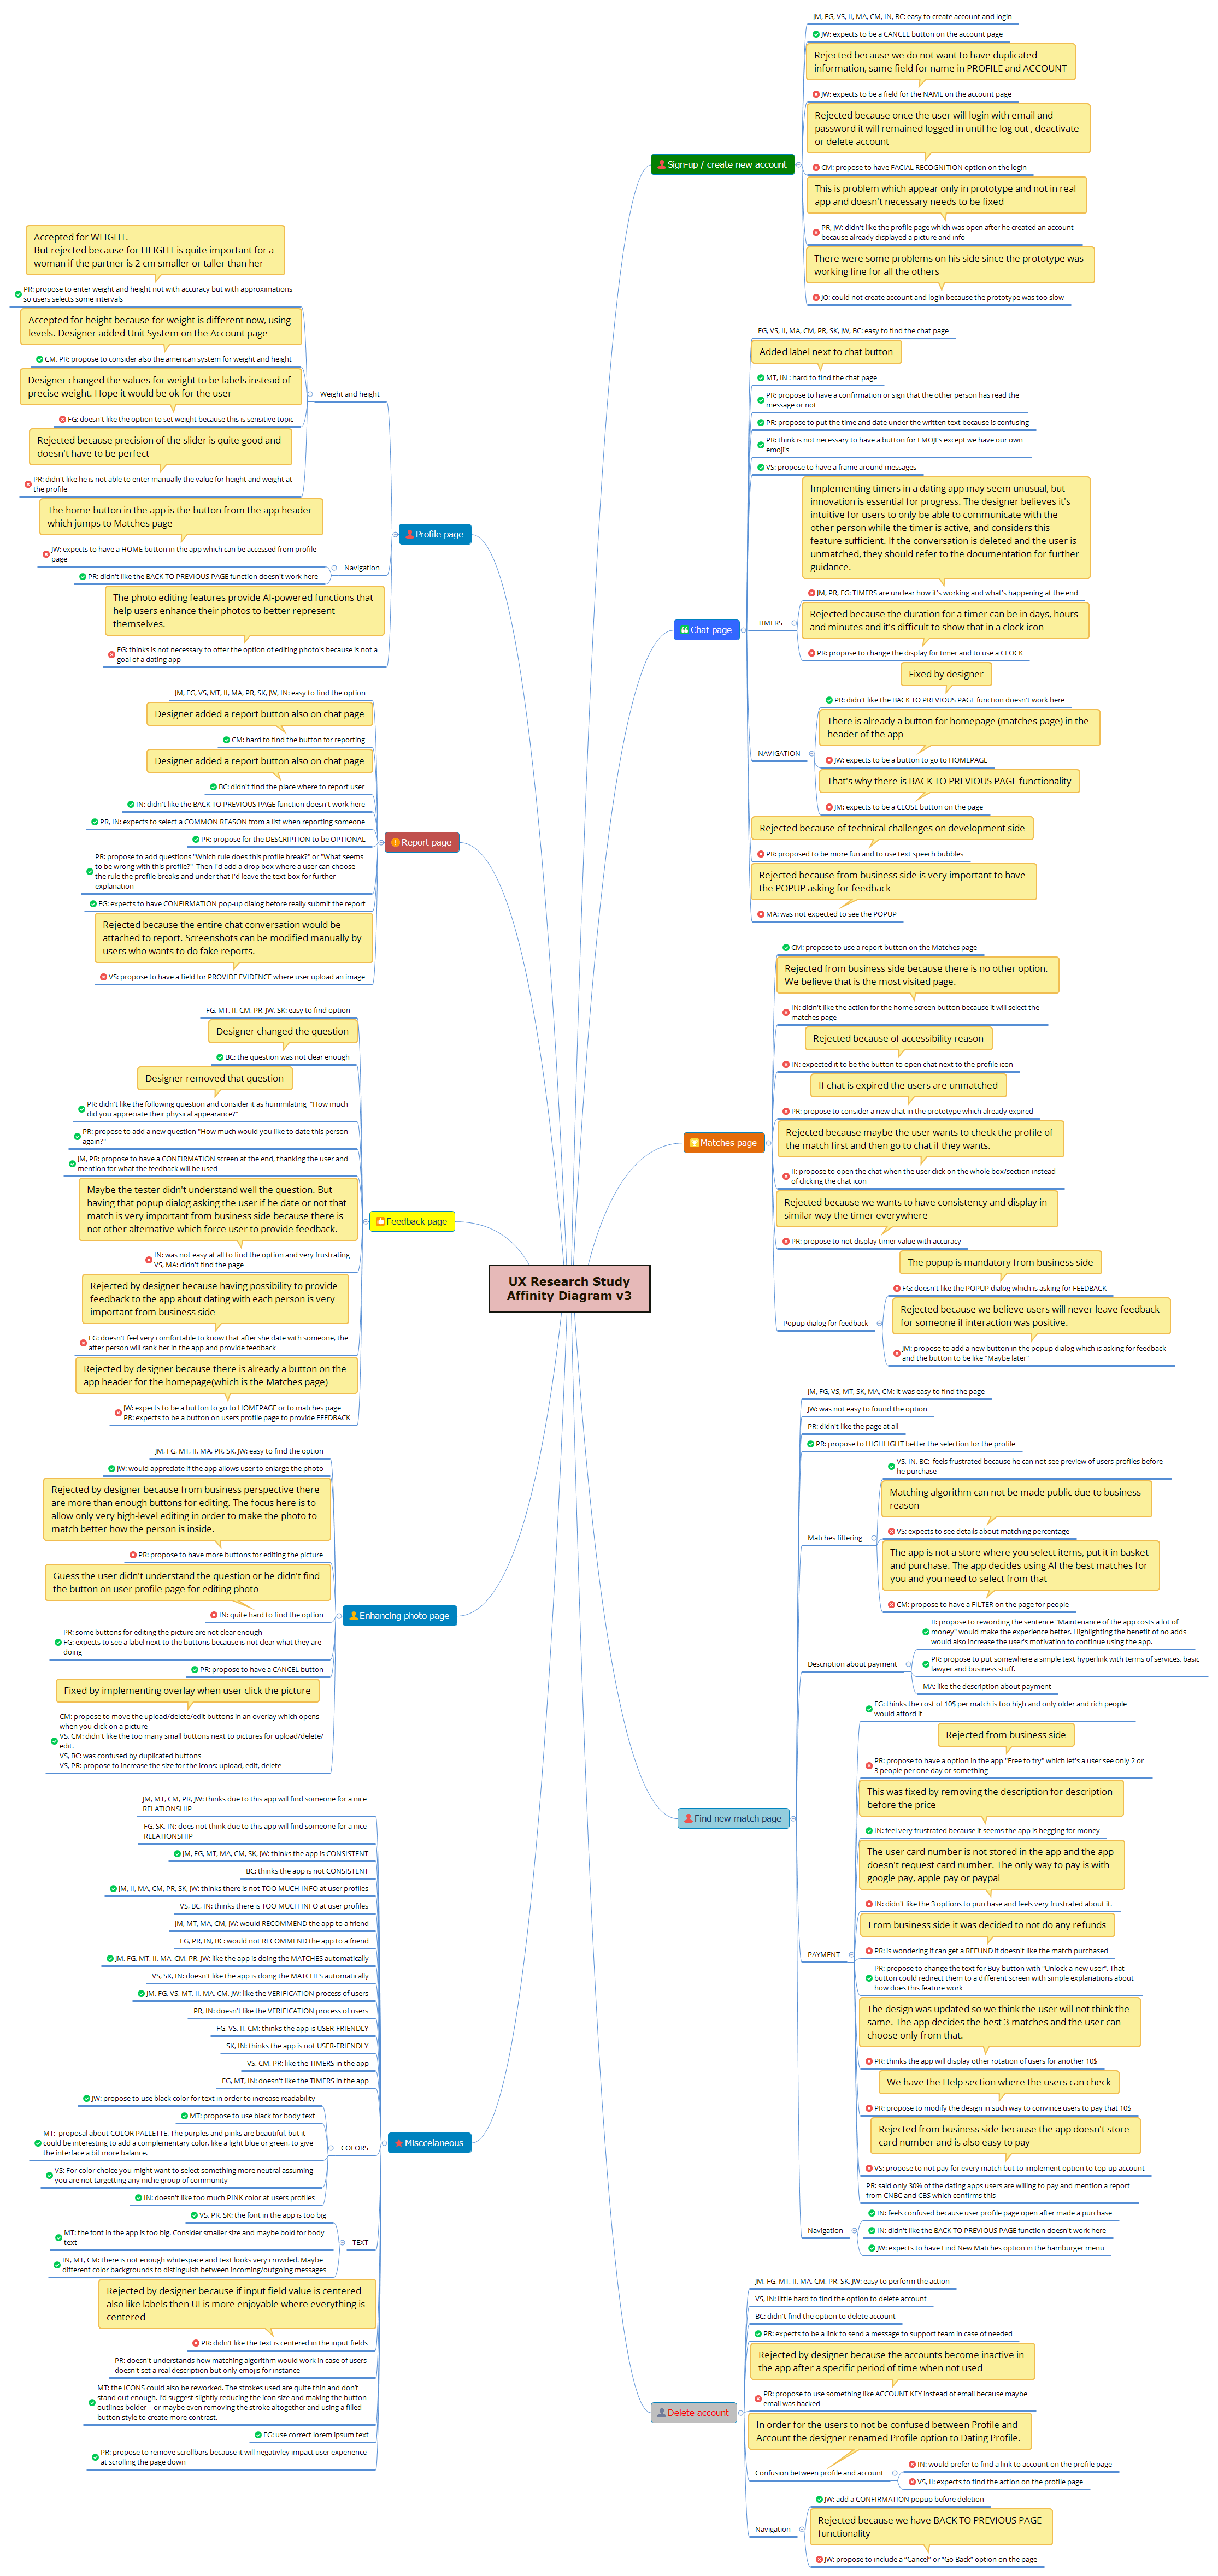 UX Research Study
Affinity Diagram v3
Sign-up / create new account
JM, FG, VS, II, MA, CM, IN, BC: easy to create account and login
JW: expects to be a CANCEL button on the account page
Rejected because we do not want to have duplicated
information, same field for name in PROFILE and ACCOUNT
JW: expects to be a field for the NAME on the account page
Rejected because once the user will login with email and
password it will remained logged in until he log out , deactivate
or delete account
CM: propose to have FACIAL RECOGNITION option on the login
This is problem which appear only in prototype and not in real
app and doesn't necessary needs to be fixed
PR, JW: didn't like the profile page which was open after he created an account
because already displayed a picture and info
There were some problems on his side since the prototype was
working fine for all the others
JO: could not create account and login because the prototype was too slow
Chat page
FG, VS, II, MA, CM, PR, SK, JW, BC: easy to find the chat page
Added label next to chat button
MT, IN : hard to find the chat page
PR: propose to have a confirmation or sign that the other person has read the
message or not
PR: propose to put the time and date under the written text because is confusing
PR: think is not necessary to have a button for EMOJI's except we have our own
emoji's
VS: propose to have a frame around messages
TIMERS
Implementing timers in a dating app may seem unusual, but
innovation is essential for progress. The designer believes it's
intuitive for users to only be able to communicate with the
other person while the timer is active, and considers this
feature sufficient. If the conversation is deleted and the user is
unmatched, they should refer to the documentation for further
guidance.
JM, PR, FG: TIMERS are unclear how it's working and what's happening at the end
Rejected because the duration for a timer can be in days, hours
and minutes and it's difficult to show that in a clock icon
PR: propose to change the display for timer and to use a CLOCK
NAVIGATION
Fixed by designer
PR: didn't like the BACK TO PREVIOUS PAGE function doesn't work here
There is already a button for homepage (matches page) in the
header of the app
JW: expects to be a button to go to HOMEPAGE
That's why there is BACK TO PREVIOUS PAGE functionality
JM: expects to be a CLOSE button on the page
Rejected because of technical challenges on development side
PR: proposed to be more fun and to use text speech bubbles
Rejected because from business side is very important to have
the POPUP asking for feedback
MA: was not expected to see the POPUP
Matches page
CM: propose to use a report button on the Matches page
Rejected from business side because there is no other option.
We believe that is the most visited page.
IN: didn't like the action for the home screen button because it will select the
matches page
Rejected because of accessibility reason
IN: expected it to be the button to open chat next to the profile icon
If chat is expired the users are unmatched
PR: propose to consider a new chat in the prototype which already expired
Rejected because maybe the user wants to check the profile of
the match first and then go to chat if they wants.
II: propose to open the chat when the user click on the whole box/section instead
of clicking the chat icon
Rejected because we wants to have consistency and display in
similar way the timer everywhere
PR: propose to not display timer value with accuracy
Popup dialog for feedback
The popup is mandatory from business side
FG: doesn't like the POPUP dialog which is asking for FEEDBACK
Rejected because we believe users will never leave feedback
for someone if interaction was positive.
JM: propose to add a new button in the popup dialog which is asking for feedback
and the button to be like "Maybe later"
Find new match page
JM, FG, VS, MT, SK, MA, CM: it was easy to find the page
JW: was not easy to found the option
PR: didn't like the page at all
PR: propose to HIGHLIGHT better the selection for the profile
Matches filtering
VS, IN, BC:  feels frustrated because he can not see preview of users profiles before
he purchase
Matching algorithm can not be made public due to business
reason
VS: expects to see details about matching percentage
The app is not a store where you select items, put it in basket
and purchase. The app decides using AI the best matches for
you and you need to select from that
CM: propose to have a FILTER on the page for people
Description about payment
II: propose to rewording the sentence "Maintenance of the app costs a lot of
money" would make the experience better. Highlighting the benefit of no adds
would also increase the user's motivation to continue using the app.
PR: propose to put somewhere a simple text hyperlink with terms of services, basic
lawyer and business stuff.
MA: like the description about payment
PAYMENT
FG: thinks the cost of 10$ per match is too high and only older and rich people
would afford it
Rejected from business side
PR: propose to have a option in the app "Free to try" which let's a user see only 2 or
3 people per one day or something
This was fixed by removing the description for description
before the price
IN: feel very frustrated because it seems the app is begging for money
The user card number is not stored in the app and the app
doesn't request card number. The only way to pay is with
google pay, apple pay or paypal
IN: didn't like the 3 options to purchase and feels very frustrated about it.
From business side it was decided to not do any refunds
PR: is wondering if can get a REFUND if doesn't like the match purchased
PR: propose to change the text for Buy button with "Unlock a new user". That
button could redirect them to a different screen with simple explanations about
how does this feature work
The design was updated so we think the user will not think the
same. The app decides the best 3 matches and the user can
choose only from that.
PR: thinks the app will display other rotation of users for another 10$
We have the Help section where the users can check
PR: propose to modify the design in such way to convince users to pay that 10$
Rejected from business side because the app doesn't store
card number and is also easy to pay
VS: propose to not pay for every match but to implement option to top-up account
PR: said only 30% of the dating apps users are willing to pay and mention a report
from CNBC and CBS which confirms this
Navigation
IN: feels confused because user profile page open after made a purchase
IN: didn't like the BACK TO PREVIOUS PAGE function doesn't work here
JW: expects to have Find New Matches option in the hamburger menu
Delete account
JM, FG, MT, II, MA, CM, PR, SK, JW: easy to perform the action
VS, IN: little hard to find the option to delete account
BC: didn't find the option to delete account
PR: expects to be a link to send a message to support team in case of needed
Rejected by designer because the accounts become inactive in
the app after a specific period of time when not used
PR: propose to use something like ACCOUNT KEY instead of email because maybe
email was hacked
In order for the users to not be confused between Profile and
Account the designer renamed Profile option to Dating Profile.
Confusion between profile and account
IN: would prefer to find a link to account on the profile page
VS, III: expects to find the action on the profile page
Navigation
JW: add a CONFIRMATION popup before deletion
Rejected because we have BACK TO PREVIOUS PAGE
functionality
JW: propose to include a "Cancel" or "Go Back" option on the page
Profile page
Weight and height
Accepted for WEIGHT.
But rejected because for HEIGHT is quite important for a
woman if the partner is 2 cm smaller or taller than her
PR: propose to enter weight and height not with accuracy but with approximations
so users selects some intervals
Accepted for height because for weight is different now, using
levels. Designer added Unit System on the Account page
CM, PR: propose to consider also the american system for weight and height
Designer changed the values for weight to be labels instead of
precise weight. Hope it would be ok for the user
FG: doesn't like the option to set weight because this is sensitive topic
Rejected because precision of the slider is quite good and
doesn't have to be perfect
PR: didn't like he is not able to enter manually the value for height and weight at
the profile
Navigation
The home button in the app is the button from the app header
which jumps to Matches page
JW: expects to have a HOME button in the app which can be accessed from profile
page
PR: didn't like the BACK TO PREVIOUS PAGE function doesn't work here
The photo editing features provide AI-powered functions that
help users enhance their photos to better represent
themselves.
FG: thinks is not necessary to offer the option of editing photo's because is not a
goal of a dating app
Report page
JM, FG, VS, MT, II, MA, PR, SK, JW, IN: easy to find the option
Designer added a report button also on chat page
CM: hard to find the button for reporting
Designer added a report button also on chat page
BC: didn't find the place where to report user
IN: didn't like the BACK TO PREVIOUS PAGE function doesn't work here
PR, IN: expects to select a COMMON REASON from a list when reporting someone
PR: propose for the DESCRIPTION to be OPTIONAL
PR: propose to add questions "Which rule does this profile break?" or "What seems
to be wrong with this profile?"  Then I'd add a drop box where a user can choose
the rule the profile breaks and under that I'd leave the text box for further
explanation
FG: expects to have CONFIRMATION pop-up dialog before really submit the report
Rejected because the entire chat conversation would be
attached to report. Screenshots can be modified manually by
users who wants to do fake reports.
VS: propose to have a field for PROVIDE EVIDENCE where user upload an image
Feedback page
FG, MT, II, CM, PR, JW, SK: easy to find option
Designer changed the question
BC: the question was not clear enough
Designer removed that question
PR: didn't like the following question and consider it as hummilating  "How much
did you appreciate their physical appearance?"
PR: propose to add a new question "How much would you like to date this person
again?"
JM, PR: propose to have a CONFIRMATION screen at the end, thanking the user and
mention for what the feedback will be used
Maybe the tester didn't understand well the question. But
having that popup dialog asking the user if he date or not that
match is very important from business side because there is
not other alternative which force user to provide feedback.
IN: was not easy at all to find the option and very frustrating
VS, MA: didn't find the page
Rejected by designer because having possibility to provide
feedback to the app about dating with each person is very
important from business side
FG: doesn't feel very comfortable to know that after she date with someone, the
after person will rank her in the app and provide feedback
Rejected by designer because there is already a button on the
app header for the homepage(which is the Matches page)
JW: expects to be a button to go to HOMEPAGE or to matches page
PR: expects to be a button on users profile page to provide FEEDBACK
Enhancing photo page
JM, FG, MT, II, MA, PR, SK, JW: easy to find the option
JW: would appreciate if the app allows user to enlarge the photo
Rejected by designer because from business perspective there
are more than enough buttons for editing. The focus here is to
allow only very high-level editing in order to make the photo to
match better how the person is inside.
PR: propose to have more buttons for editing the picture
Guess the user didn't understand the question or he didn't find
the button on user profile page for editing photo
IN: quite hard to find the option
PR: some buttons for editing the picture are not clear enough
FG: expects to see a label next to the buttons because is not clear what they are
doing
PR: propose to have a CANCEL button
Fixed by implementing overlay when user click the picture
CM: propose to move the upload/delete/edit buttons in an overlay which opens
when you click on a picture
VS, CM: didn't like the too many small buttons next to pictures for upload/delete/
edit.
VS, BC: was confused by duplicated buttons
VS, PR: propose to increase the size for the icons: upload, edit, delete
Misccelaneous
JM, MT, CM, PR, JW: thinks due to this app will find someone for a nice
RELATIONSHIP
FG, SK, IN: does not think due to this app will find someone for a nice
RELATIONSHIP
JM, FG, MT, MA, CM, SK, JW: thinks the app is CONSISTENT
BC: thinks the app is not CONSISTENT
JM, II, MA, CM, PR, SK, JW: thinks there is not TOO MUCH INFO at user profiles
VS, BC, IN: thinks there is TOO MUCH INFO at user profiles
JM, MT, MA, CM, JW: would RECOMMEND the app to a friend
FG, PR, IN, BC: would not RECOMMEND the app to a friend
JM, FG, MT, II, MA, CM, PR, JW: like the app is doing the MATCHES automatically
VS, SK, IN: doesn't like the app is doing the MATCHES automatically
JM, FG, VS, MT, II, MA, CM, JW: like the VERIFICATION process of users
PR, IN: doesn't like the VERIFICATION process of users
FG, VS, II, CM: thinks the app is USER-FRIENDLY
SK, IN: thinks the app is not USER-FRIENDLY
VS, CM, PR: like the TIMERS in the app
FG, MT, IN: doesn't like the TIMERS in the app
COLORS
JW: propose to use black color for text in order to increase readability
MT: propose to use black for body text
MT:  proposal about COLOR PALLETTE. The purples and pinks are beautiful, but it
could be interesting to add a complementary color, like a light blue or green, to give
the interface a bit more balance.
VS: For color choice you might want to select something more neutral assuming
you are not targetting any niche group of community
IN: doesn't like too much PINK color at users profiles
TEXT
VS, PR, SK: the font in the app is too big
MT: the font in the app is too big. Consider smaller size and maybe bold for body
text
IN, MT, CM: there is not enough whitespace and text looks very crowded. Maybe
different color backgrounds to distinguish between incoming/outgoing messages
Rejected by designer because if input field value is centered
also like labels then UI is more enjoyable where everything is
centered
PR: didn't like the text is centered in the input fields
PR: doesn't understands how matching algorithm would work in case of users
doesn't set a real description but only emojis for instance
MT: the ICONS could also be reworked. The strokes used are quite thin and don't
stand out enough. I'd suggest slightly reducing the icon size and making the button
outlines bolder—or maybe even removing the stroke altogether and using a filled
button style to create more contrast.
FG: use correct lorem ipsum text
PR: propose to remove scrollbars because it will negativley impact user experience
at scrolling the page down